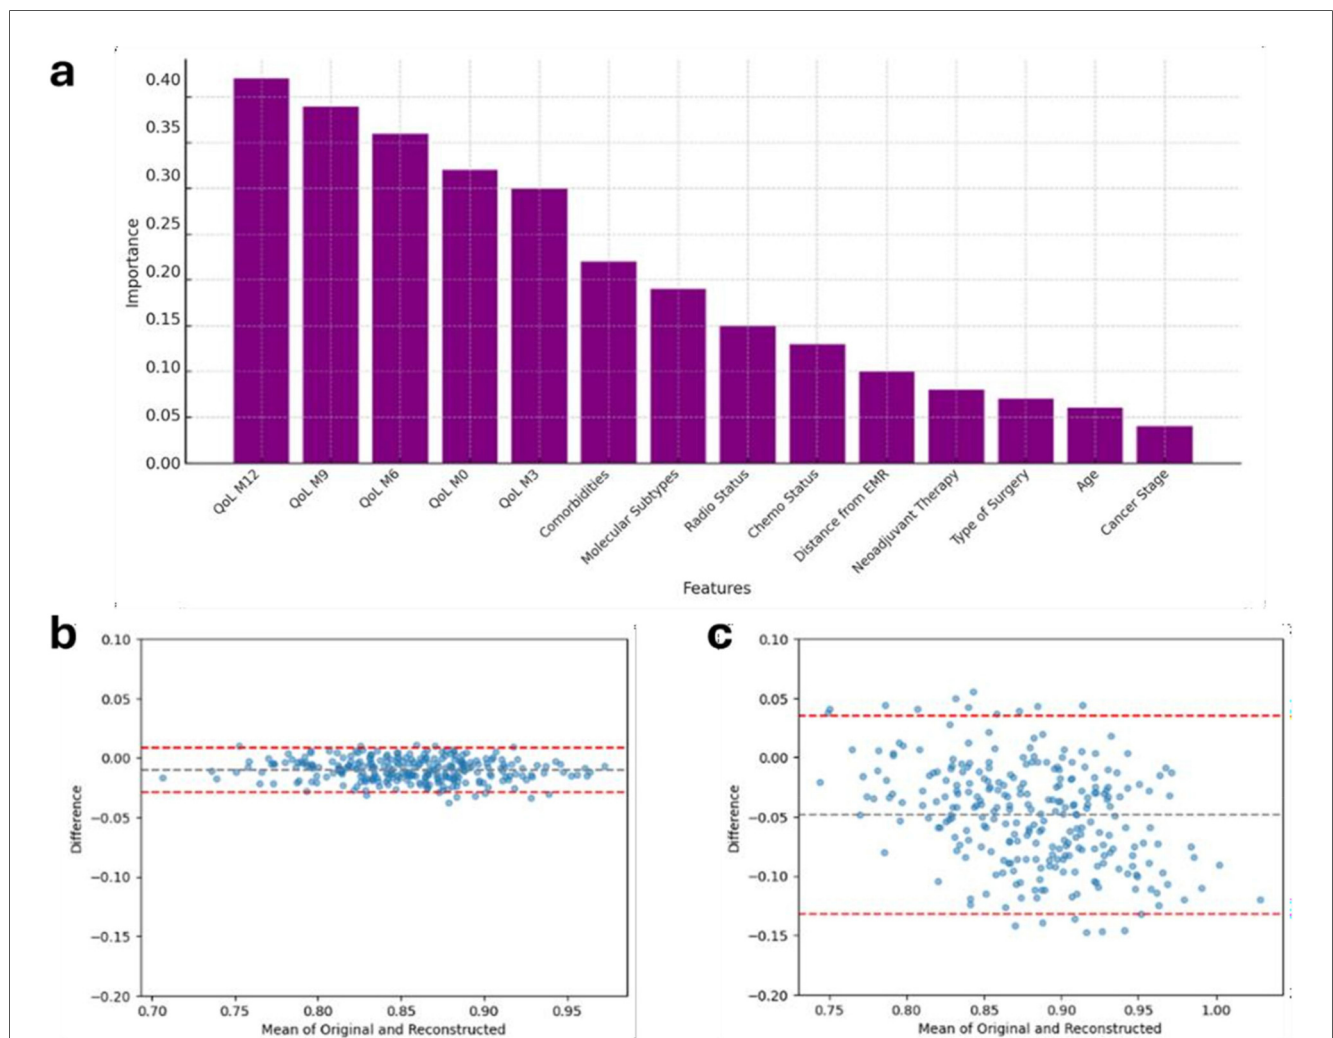 a
0.40
0.35
0.30
0.25
0.20
0.15
0.10
0.05
0.00
Importance
QoL M12
QoL M9
QoL M6
QoL M0
QoL M3
Comorbidities
Molecular Subtypes
Radio Status
Chemo Status
Distance from EMR
Neoadjuvant Therapy
Type of Surgery
Age
Cancer Stage
Features
b
0.10
0.05
0.00
−0.05
−0.10
−0.15
−0.20
Difference
0.70 0.75 0.80 0.85 0.90 0.95
Mean of Original and Reconstructed
c
0.10
0.05
0.00
−0.05
−0.10
−0.15
−0.20
Difference
0.75 0.80 0.85 0.90 0.95 1.00
Mean of Original and Reconstructed